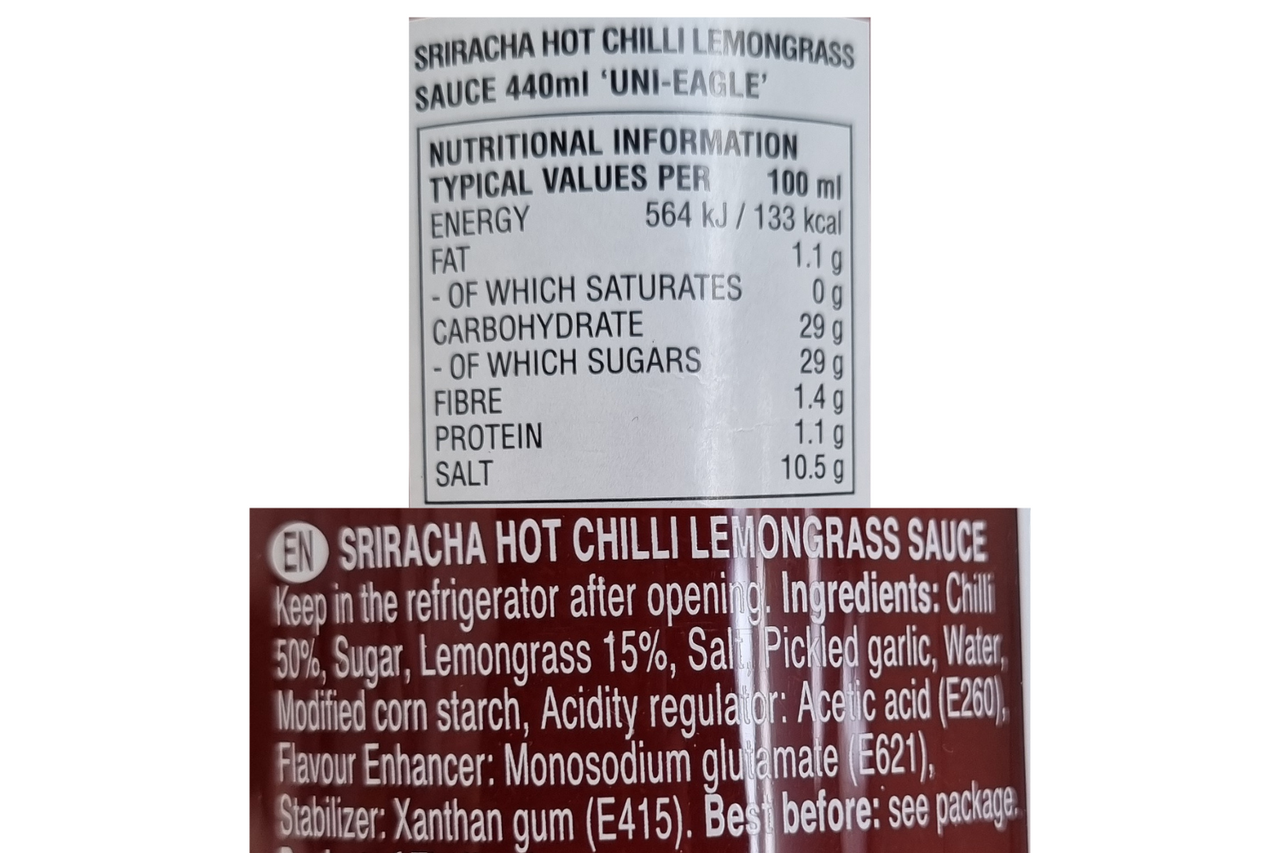 SRIRACHA HOT CHILLI LEMONGRASS
SAUCE 440ml ‘UNI-EAGLE’
NUTRITIONAL INFORMATION
TYPICAL VALUES PER 100 ml
ENERGY 564 kJ / 133 kcal
FAT 1.1 g
- OF WHICH SATURATES 0 g
CARBOHYDRATE 29 g
- OF WHICH SUGARS 29 g
FIBRE 1.4 g
PROTEIN 1.1 g
SALT 10.5 g
EN SRIRACHA HOT CHILLI LEMONGRASS SAUCE
Keep in the refrigerator after opening. Ingredients: Chilli
50%, Sugar, Lemongrass 15%, Salt, Pickled garlic, Water,
Modified corn starch, Acidity regulator: Acetic acid (E260),
Flavour Enhancer: Monosodium glutamate (E621),
Stabilizer: Xanthan gum (E415). Best before: see package.